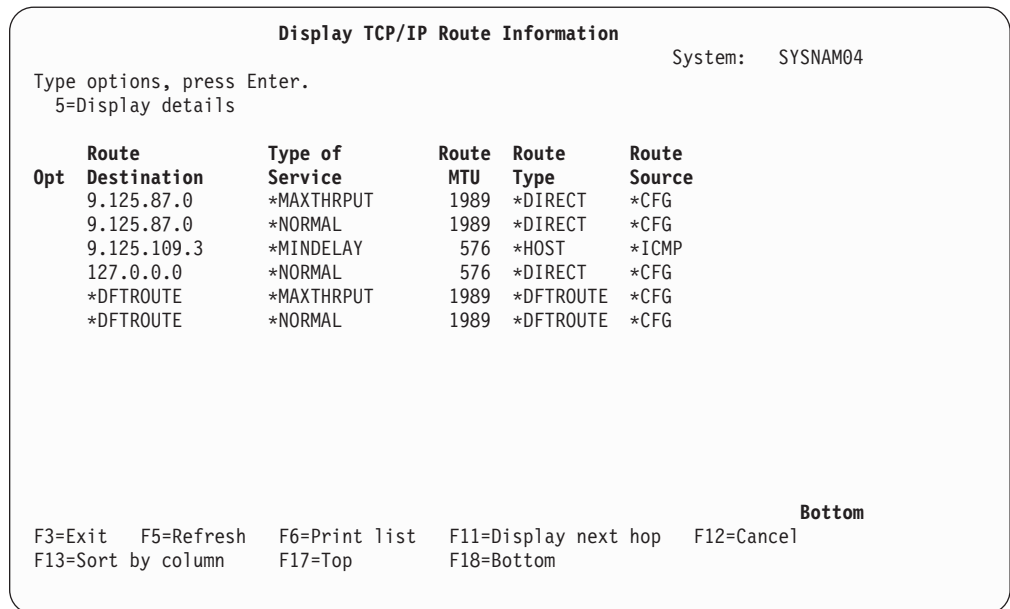 Display TCP/IP Route Information
System: SYSNAM04
Type options, press Enter.
5=Display details
Route Type of Route Route Route
Opt Destination Service MTU Type Source
9.125.87.0 *MAXTHRPUT 1989 *DIRECT *CFG
9.125.87.0 *NORMAL 1989 *DIRECT *CFG
9.125.109.3 *MINDELAY 576 *HOST *ICMP
127.0.0.0 *NORMAL 576 *DIRECT *CFG
*DFTROUTE *MAXTHRPUT 1989 *DFTROUTE *CFG
*DFTROUTE *NORMAL 1989 *DFTROUTE *CFG
Bottom
F3=Exit F5=Refresh F6=Print list F11=Display next hop F12=Cancel
F13=Sort by column F17=Top F18=Bottom